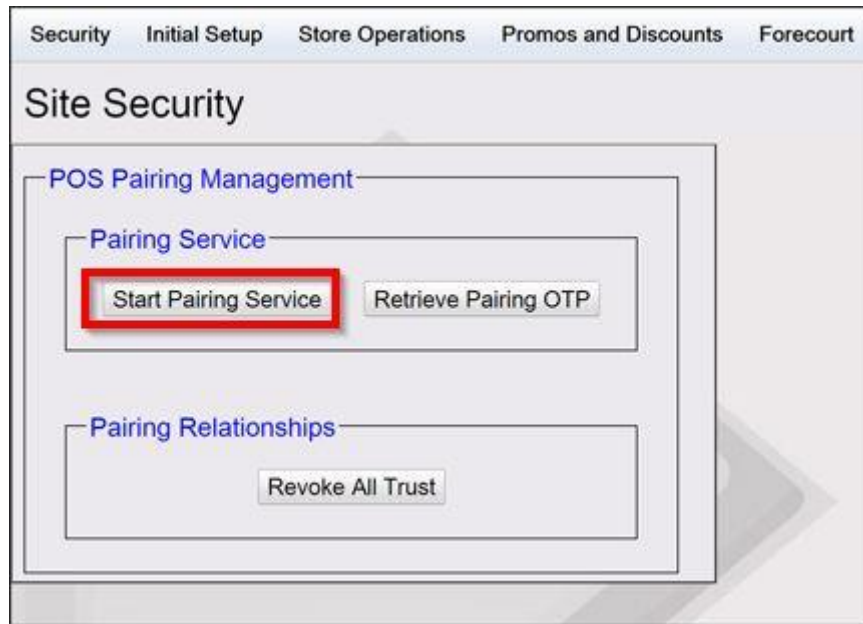 Security Initial Setup Store Operations Promos and Discounts Forecourt
Site Security
POS Pairing Management
Pairing Service
Start Pairing Service Retrieve Pairing OTP
Pairing Relationships
Revoke All Trust